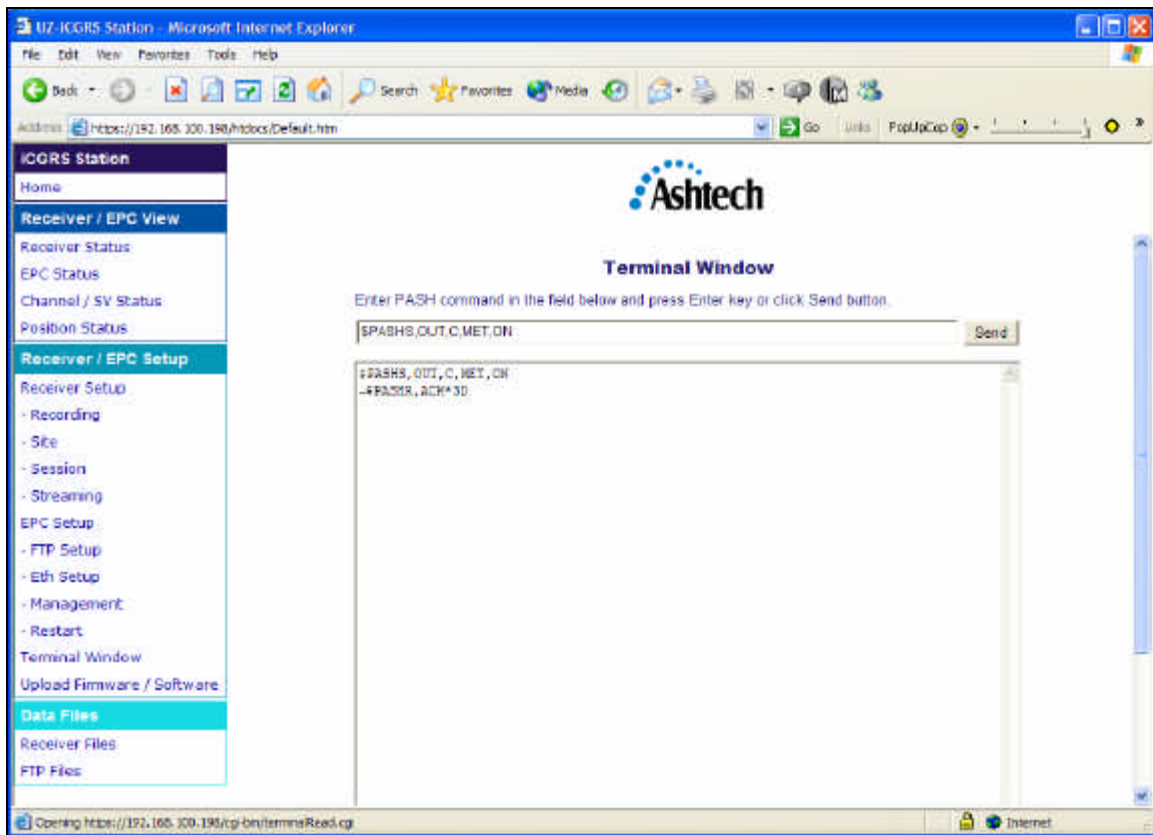 UZ-ICGRS Station - Microsoft Internet Explorer
File Edit View Favorites Tools Help
Back Search Favorites Media
Address https://192.168.100.198/htdocs/Default.htm Go Links PopUpCop
iCGRS Station
Home
Receiver / EPC View
Receiver Status
EPC Status
Channel / SV Status
Position Status
Receiver / EPC Setup
Receiver Setup
- Recording
- Site
- Session
- Streaming
EPC Setup
- FTP Setup
- Eth Setup
- Management
- Restart
Terminal Window
Upload Firmware / Software
Data Files
Receiver Files
FTP Files
Ashtech
Terminal Window
Enter PASH command in the field below and press Enter key or click Send button.
$PASHS,OUT,C,MET,ON
Send
$PASHS,OUT,C,MET,ON
-$PASHR,ACK*3D
Opening https://192.168.100.198/cgi-bin/terminalRead.cgi
Internet